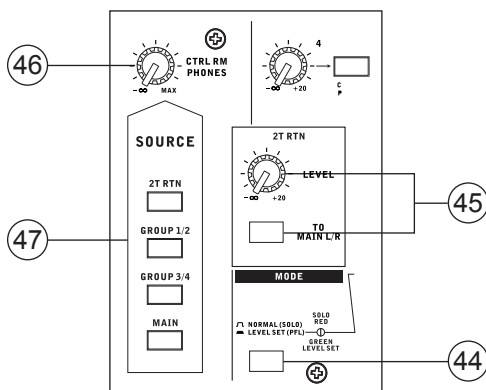 46
CTRL RM
PHONES
-∞ MAX
4
-∞ +20
C
P
SOURCE
2T RTN
GROUP 1/2
GROUP 3/4
MAIN
47
2T RTN
LEVEL
-∞ +20
TO
MAIN L/R
45
MODE
NORMAL (SOLO)
LEVEL SET (PFL)
SOLO
RED
GREEN
LEVEL SET
44